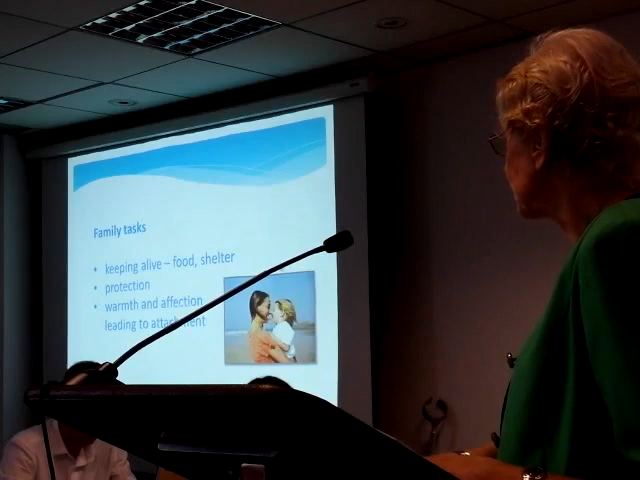 Family tasks
• keeping alive – food, shelter
• protection
• warmth and affection
leading to attachment